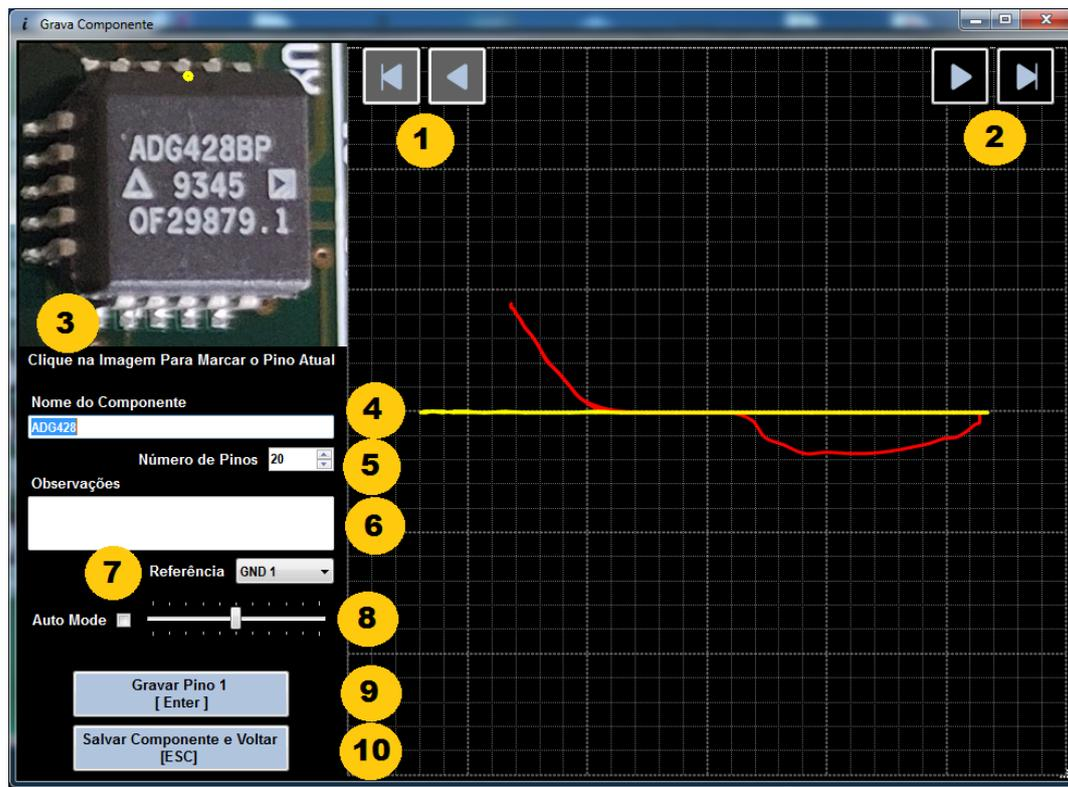 i Grava Componente
1
2
ADG428BP
9345
OF29879.1
3
Clique na Imagem Para Marcar o Pino Atual
Nome do Componente
4
ADG428
Número de Pinos 20
5
Observações
6
7
Referência GND 1
Auto Mode
8
Gravar Pino 1
[ Enter ]
9
Salvar Componente e Voltar
[ESC]
10